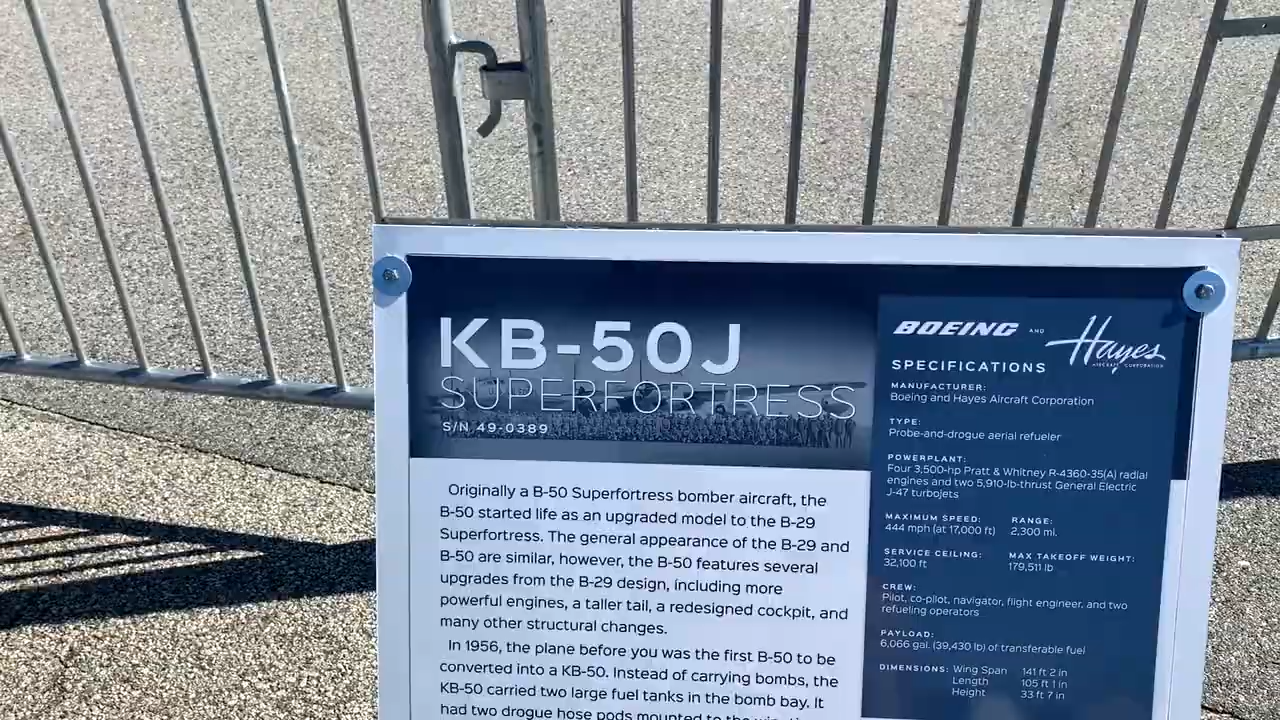 KB-50J
SUPERFORTRESS
S/N 49-0389
Originally a B-50 Superfortress bomber aircraft, the
B-50 started life as an upgraded model to the B-29
Superfortress. The general appearance of the B-29 and
B-50 are similar, however, the B-50 features several
upgrades from the B-29 design, including more
powerful engines, a taller tail, a redesigned cockpit, and
many other structural changes.
In 1956, the plane before you was the first B-50 to be
converted into a KB-50. Instead of carrying bombs, the
KB-50 carried two large fuel tanks in the bomb bay. It
had two drogue hose pods mounted to the
BOEING AND Hayes
AIRCRAFT CORPORATION
SPECIFICATIONS
MANUFACTURER:
Boeing and Hayes Aircraft Corporation
TYPE:
Probe-and-drogue aerial refueler
POWERPLANT:
Four 3,500-hp Pratt & Whitney R-4360-35(A) radial
engines and two 5,910-lb-thrust General Electric
J-47 turbojets
MAXIMUM SPEED: RANGE:
444 mph (at 17,000 ft) 2,300 mi.
SERVICE CEILING: MAX TAKEOFF WEIGHT:
32,100 ft 179,511 lb
CREW:
Pilot, co-pilot, navigator, flight engineer, and two
refueling operators
PAYLOAD:
6,066 gal. (39,430 lb) of transferable fuel
DIMENSIONS: Wing Span 141 ft 2 in
Length 105 ft 1 in
Height 33 ft 7 in